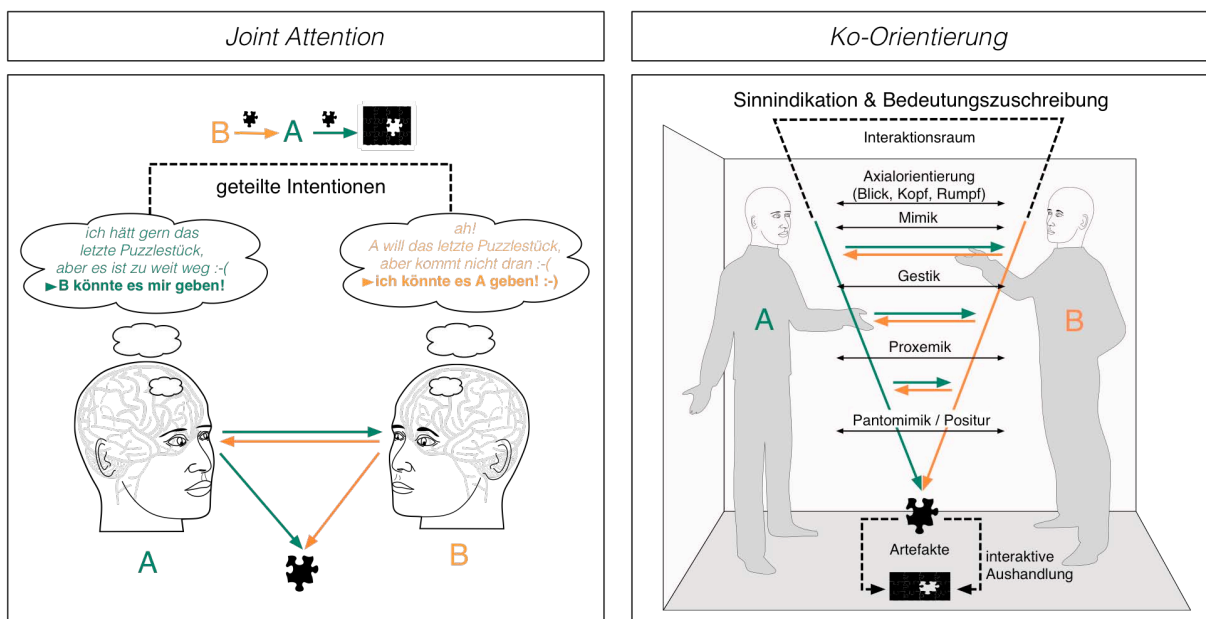 Joint Attention
B
A
geteilte Intentionen
ich hätt gern das
letzte Puzzlestück,
aber es ist zu weit weg :-(
►B könnte es mir geben!
ah!
A will das letzte Puzzlestück,
aber kommt nicht dran :-(
►ich könnte es A geben! :-)
A
B
Ko-Orientierung
Sinnindikation & Bedeutungszuschreibung
Interaktionsraum
Axialorientierung
(Blick, Kopf, Rumpf)
Mimik
Gestik
A
B
Proxemik
Pantomimik / Positur
Artefakte
interaktive
Aushandlung